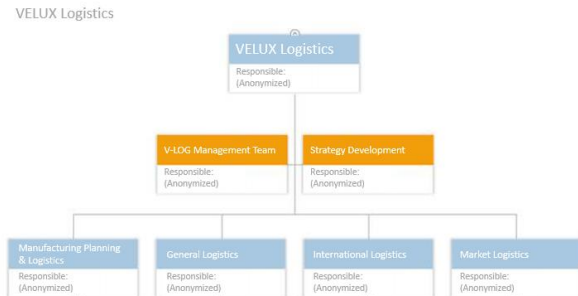 VELUX Logistics
VELUX Logistics
Responsible:
(Anonymized)
V-LOG Management Team
Responsible:
(Anonymized)
Strategy Development
Responsible:
(Anonymized)
Manufacturing Planning
& Logistics
Responsible:
(Anonymized)
General Logistics
Responsible:
(Anonymized)
International Logistics
Responsible:
(Anonymized)
Market Logistics
Responsible:
(Anonymized)